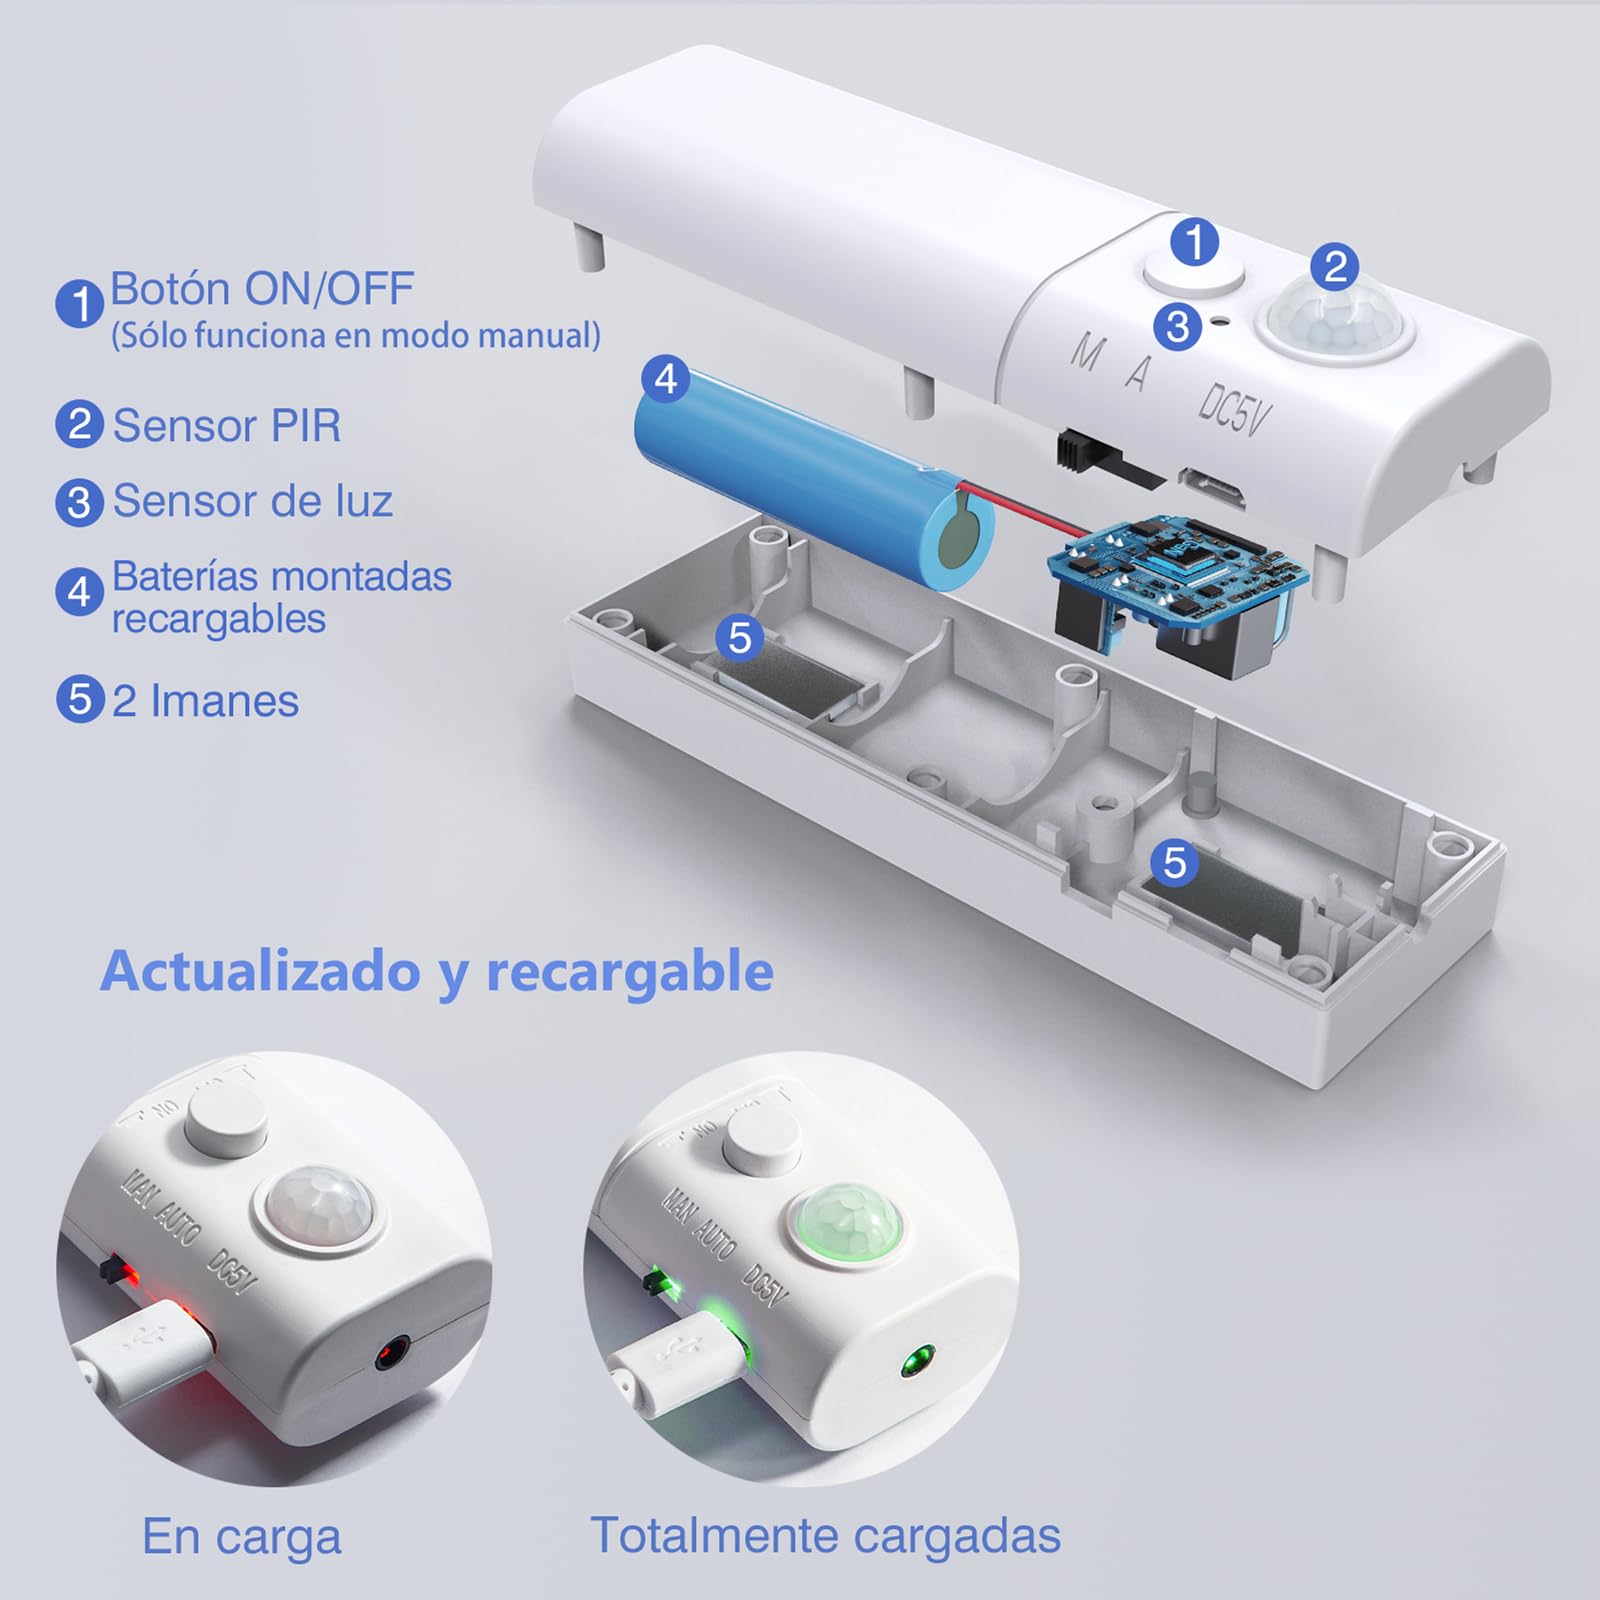 1 Botón ON/OFF
(Sólo funciona en modo manual)
2 Sensor PIR
3 Sensor de luz
4 Baterías montadas
recargables
5 2 Imanes
1
2
3
M A DC5V
4
5
5
Actualizado y recargable
ON
MAN AUTO DC5V
ON
MAN AUTO DC5V
En carga
Totalmente cargadas